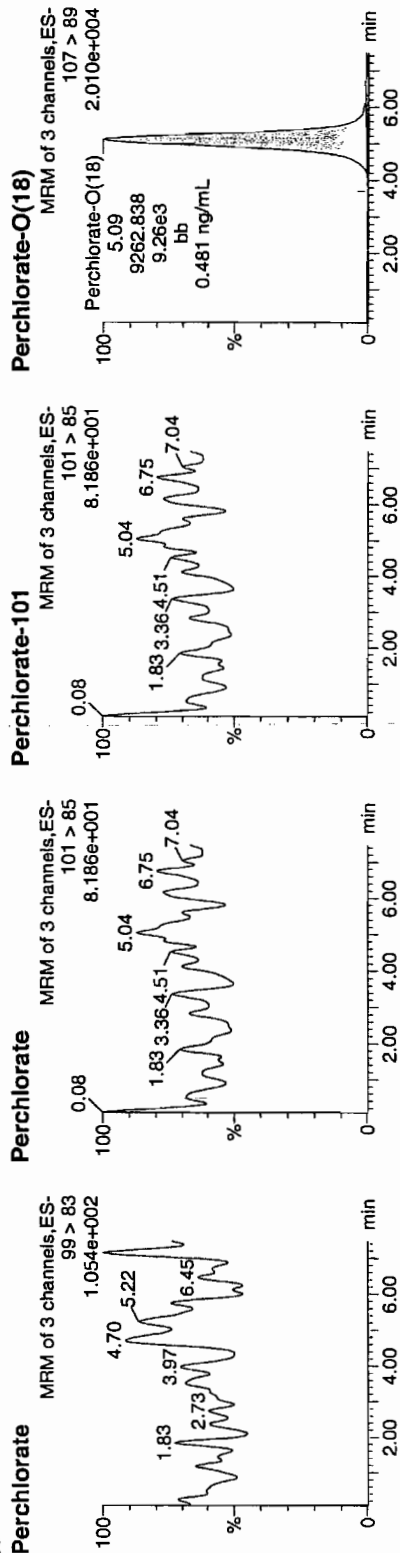 Perchlorate
MRM of 3 channels,ES-
99 > 83
1.054e+002
100
%
0
1.83
2.73
3.97
4.70
5.22
6.45
2.00
4.00
6.00
min
Perchlorate
MRM of 3 channels,ES-
101 > 85
8.186e+001
100
%
0
0.08
1.83
3.36
4.51
5.04
6.75
7.04
2.00
4.00
6.00
min
Perchlorate-101
MRM of 3 channels,ES-
101 > 85
8.186e+001
100
%
0
0.08
1.83
3.36
4.51
5.04
6.75
7.04
2.00
4.00
6.00
min
Perchlorate-O(18)
MRM of 3 channels,ES-
107 > 89
2.010e+004
100
%
0
Perchlorate-O(18)
5.09
9262.838
9.26e3
bb
0.481 ng/mL
2.00
4.00
6.00
min